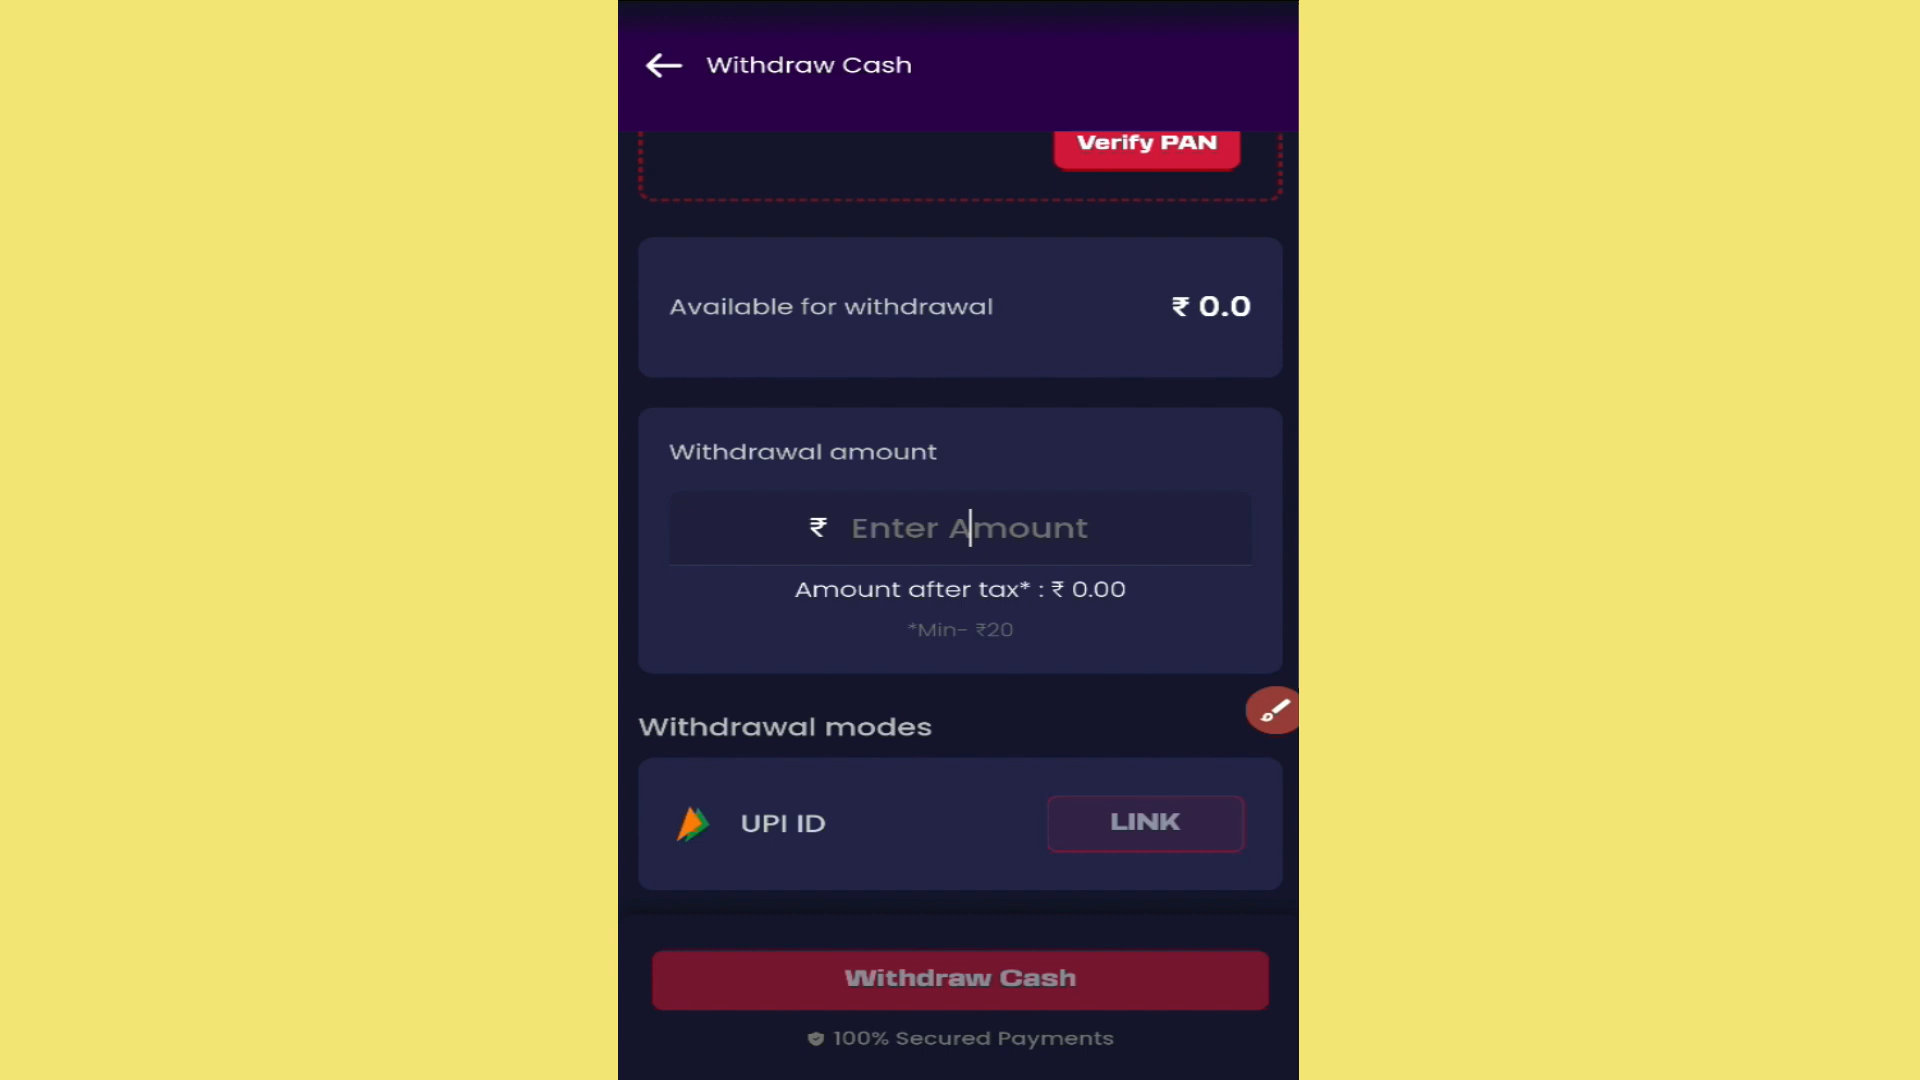 Withdraw Cash
Verify PAN
Available for withdrawal ₹ 0.0
Withdrawal amount
₹ Enter Amount
Amount after tax* : ₹ 0.00
*Min- ₹20
Withdrawal modes
UPI ID LINK
Withdraw Cash
100% Secured Payments